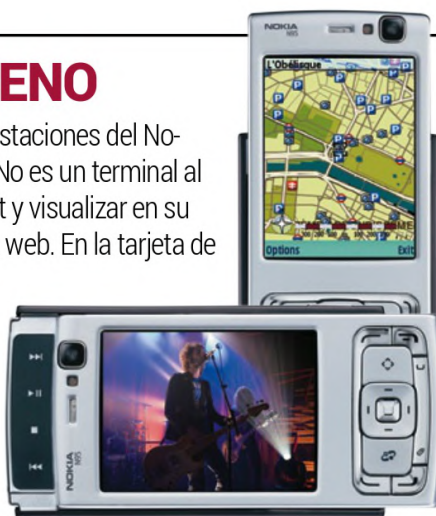 ENO
staciones del No-
No es un terminal al
t y visualizar en su
web. En la tarjeta de
NOKIA
N95
L'Obélisque
Options Exit
NOKIA
N95